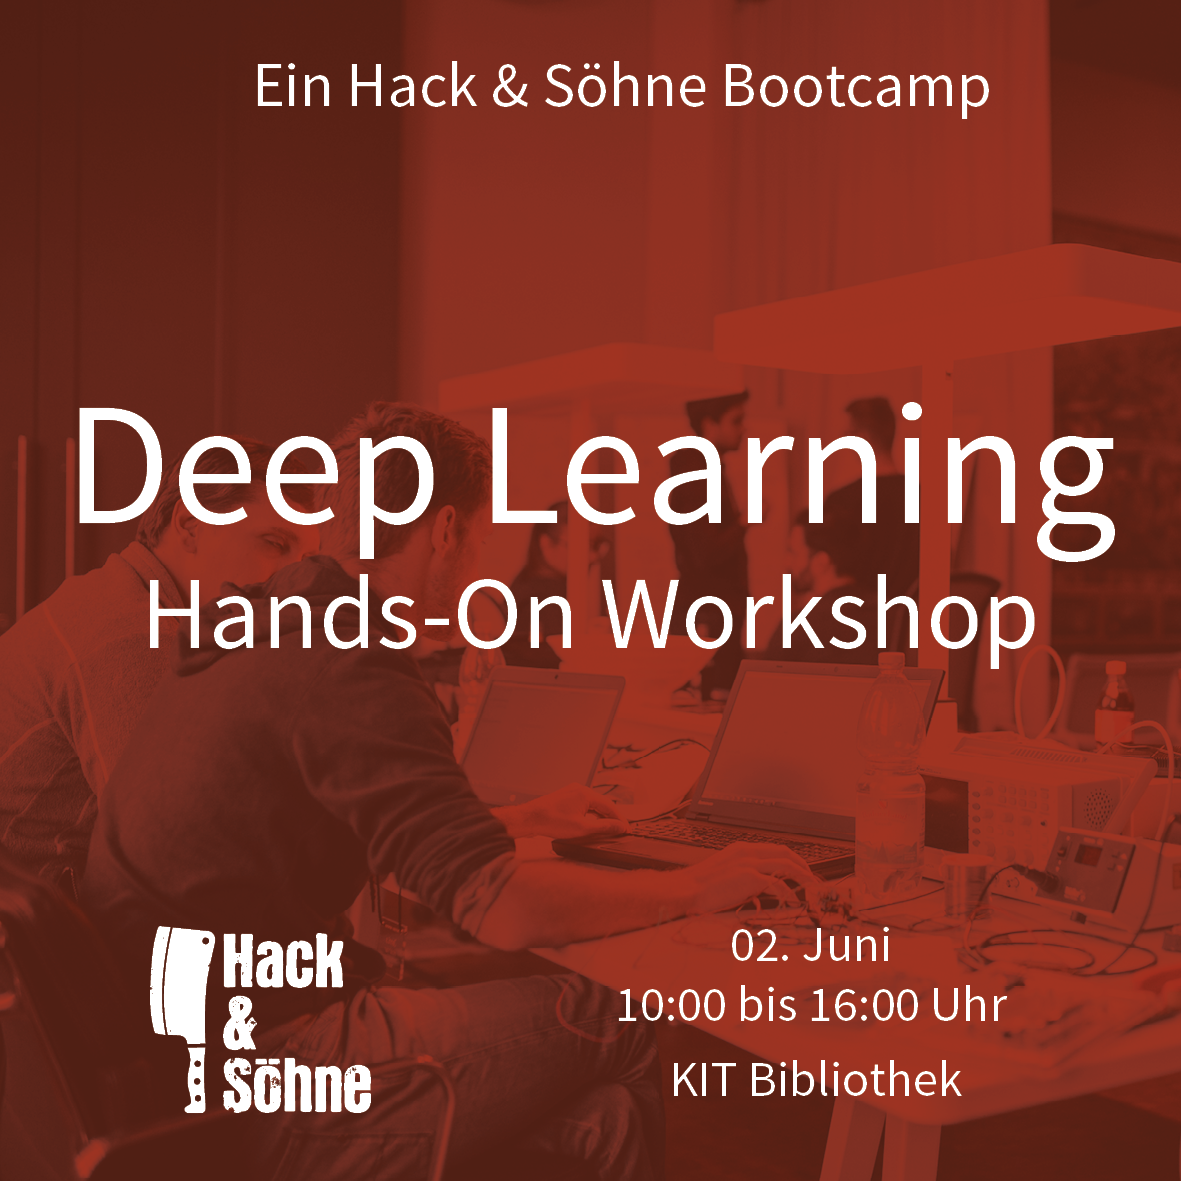 Ein Hack & Söhne Bootcamp
Deep Learning
Hands-On Workshop
Hack
&
Söhne
02. Juni
10:00 bis 16:00 Uhr
KIT Bibliothek